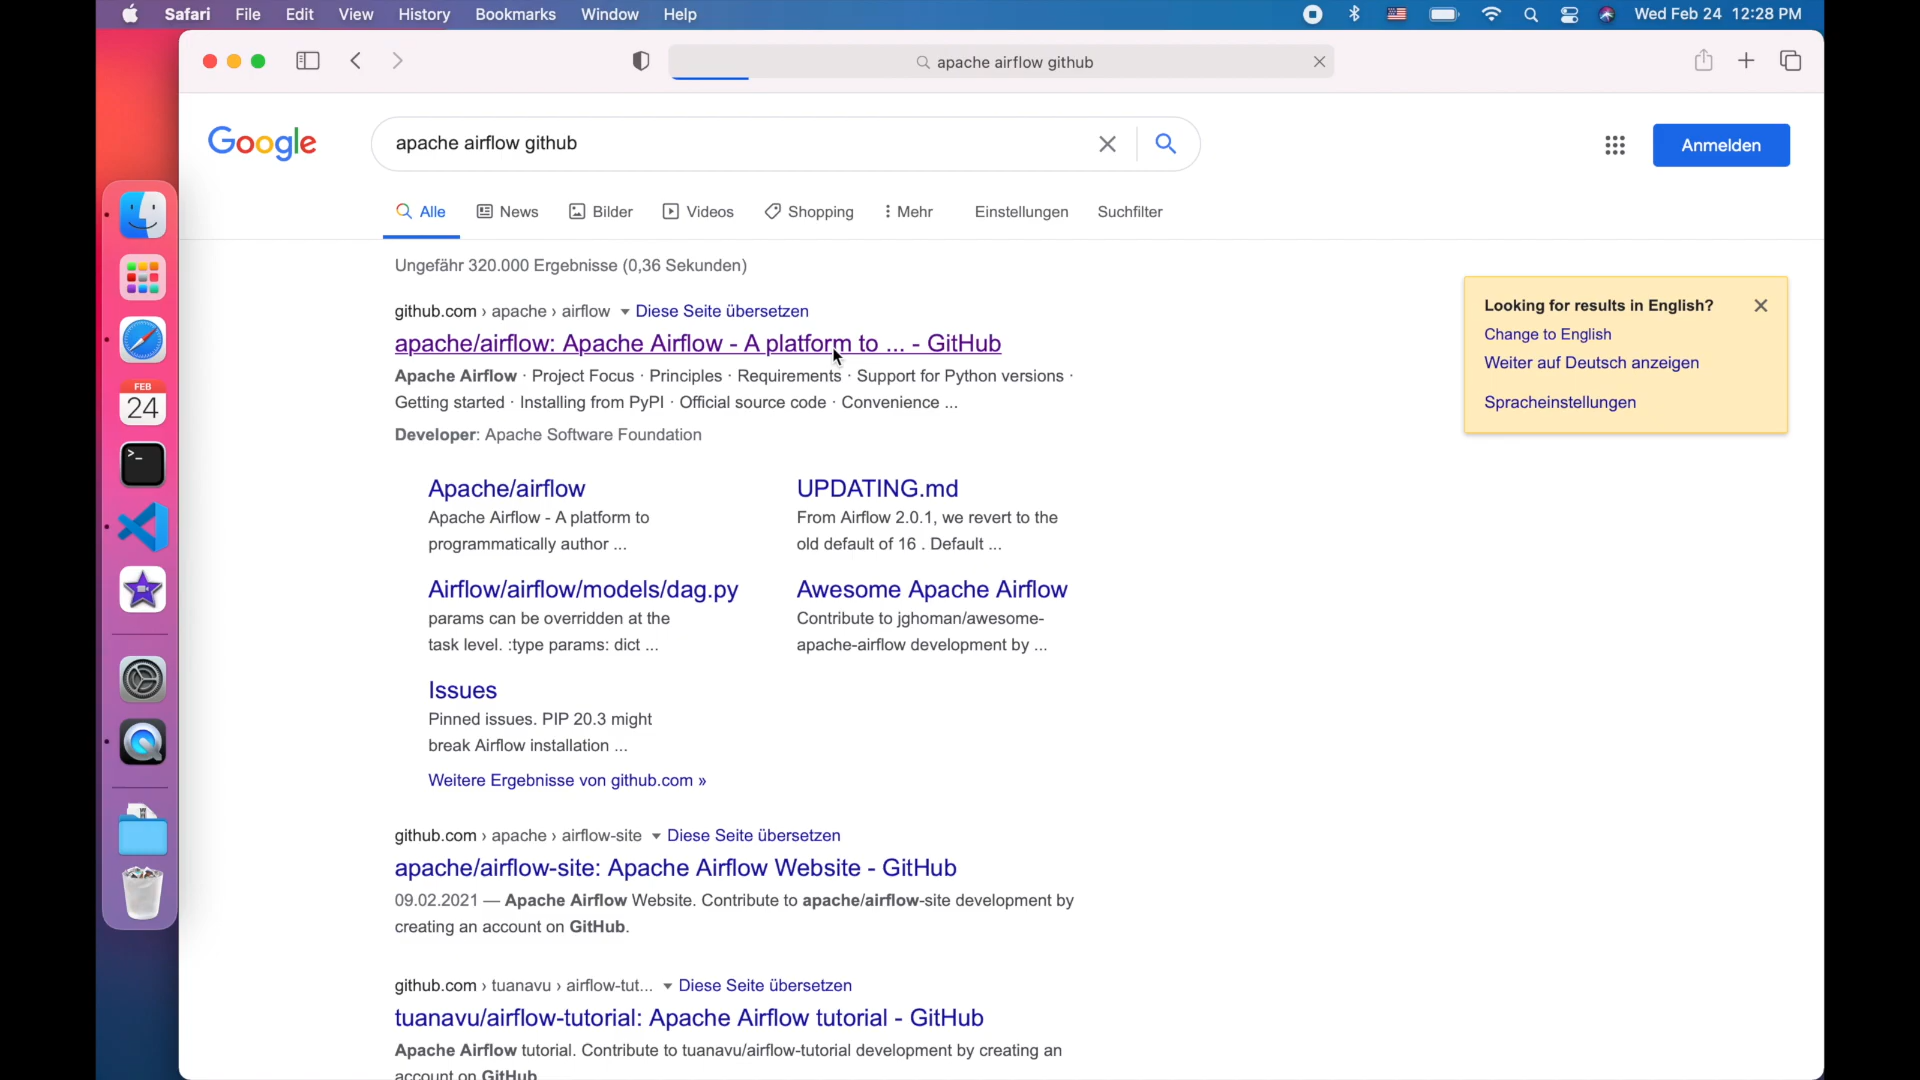 Safari File Edit View History Bookmarks Window Help Wed Feb 24 12:28 PM
apache airflow github
Google apache airflow github Anmelden
Alle News Bilder Videos Shopping Mehr Einstellungen Suchfilter
Ungefähr 320.000 Ergebnisse (0,36 Sekunden)
github.com › apache › airflow Diese Seite übersetzen
apache/airflow: Apache Airflow - A platform to ... - GitHub
Apache Airflow · Project Focus · Principles · Requirements · Support for Python versions ·
Getting started · Installing from PyPI · Official source code · Convenience ...
Developer: Apache Software Foundation
Apache/airflow
Apache Airflow - A platform to
programmatically author ...
UPDATING.md
From Airflow 2.0.1, we revert to the
old default of 16 . Default ...
Airflow/airflow/models/dag.py
params can be overridden at the
task level. :type params: dict ...
Awesome Apache Airflow
Contribute to jghoman/awesome-
apache-airflow development by ...
Issues
Pinned issues. PIP 20.3 might
break Airflow installation ...
Weitere Ergebnisse von github.com »
github.com › apache › airflow-site Diese Seite übersetzen
apache/airflow-site: Apache Airflow Website - GitHub
09.02.2021 — Apache Airflow Website. Contribute to apache/airflow-site development by
creating an account on GitHub.
github.com › tuanavu › airflow-tut... Diese Seite übersetzen
tuanavu/airflow-tutorial: Apache Airflow tutorial - GitHub
Apache Airflow tutorial. Contribute to tuanavu/airflow-tutorial development by creating an
account on GitHub
Looking for results in English?
Change to English
Weiter auf Deutsch anzeigen
Spracheinstellungen
FEB
24